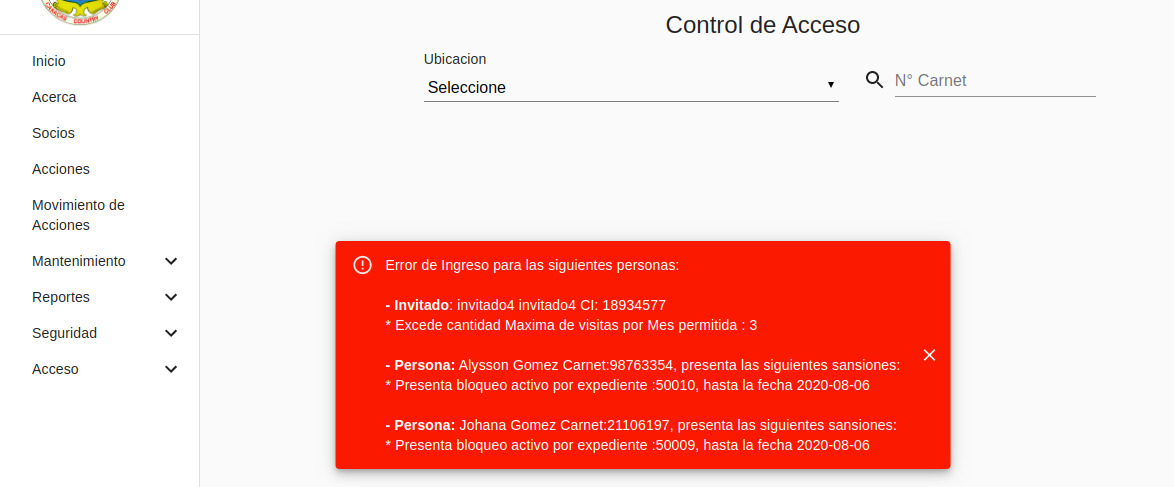 CARACAS COUNTRY CLUB
Inicio
Acerca
Socios
Acciones
Movimiento de
Acciones
Mantenimiento
Reportes
Seguridad
Acceso
Control de Acceso
Ubicacion
Seleccione
N° Carnet
Error de Ingreso para las siguientes personas:
- Invitado: invitado4 invitado4 CI: 18934577
* Excede cantidad Maxima de visitas por Mes permitida : 3
- Persona: Alysson Gomez Carnet:98763354, presenta las siguientes sansiones:
* Presenta bloqueo activo por expediente :50010, hasta la fecha 2020-08-06
- Persona: Johana Gomez Carnet:21106197, presenta las siguientes sansiones:
* Presenta bloqueo activo por expediente :50009, hasta la fecha 2020-08-06